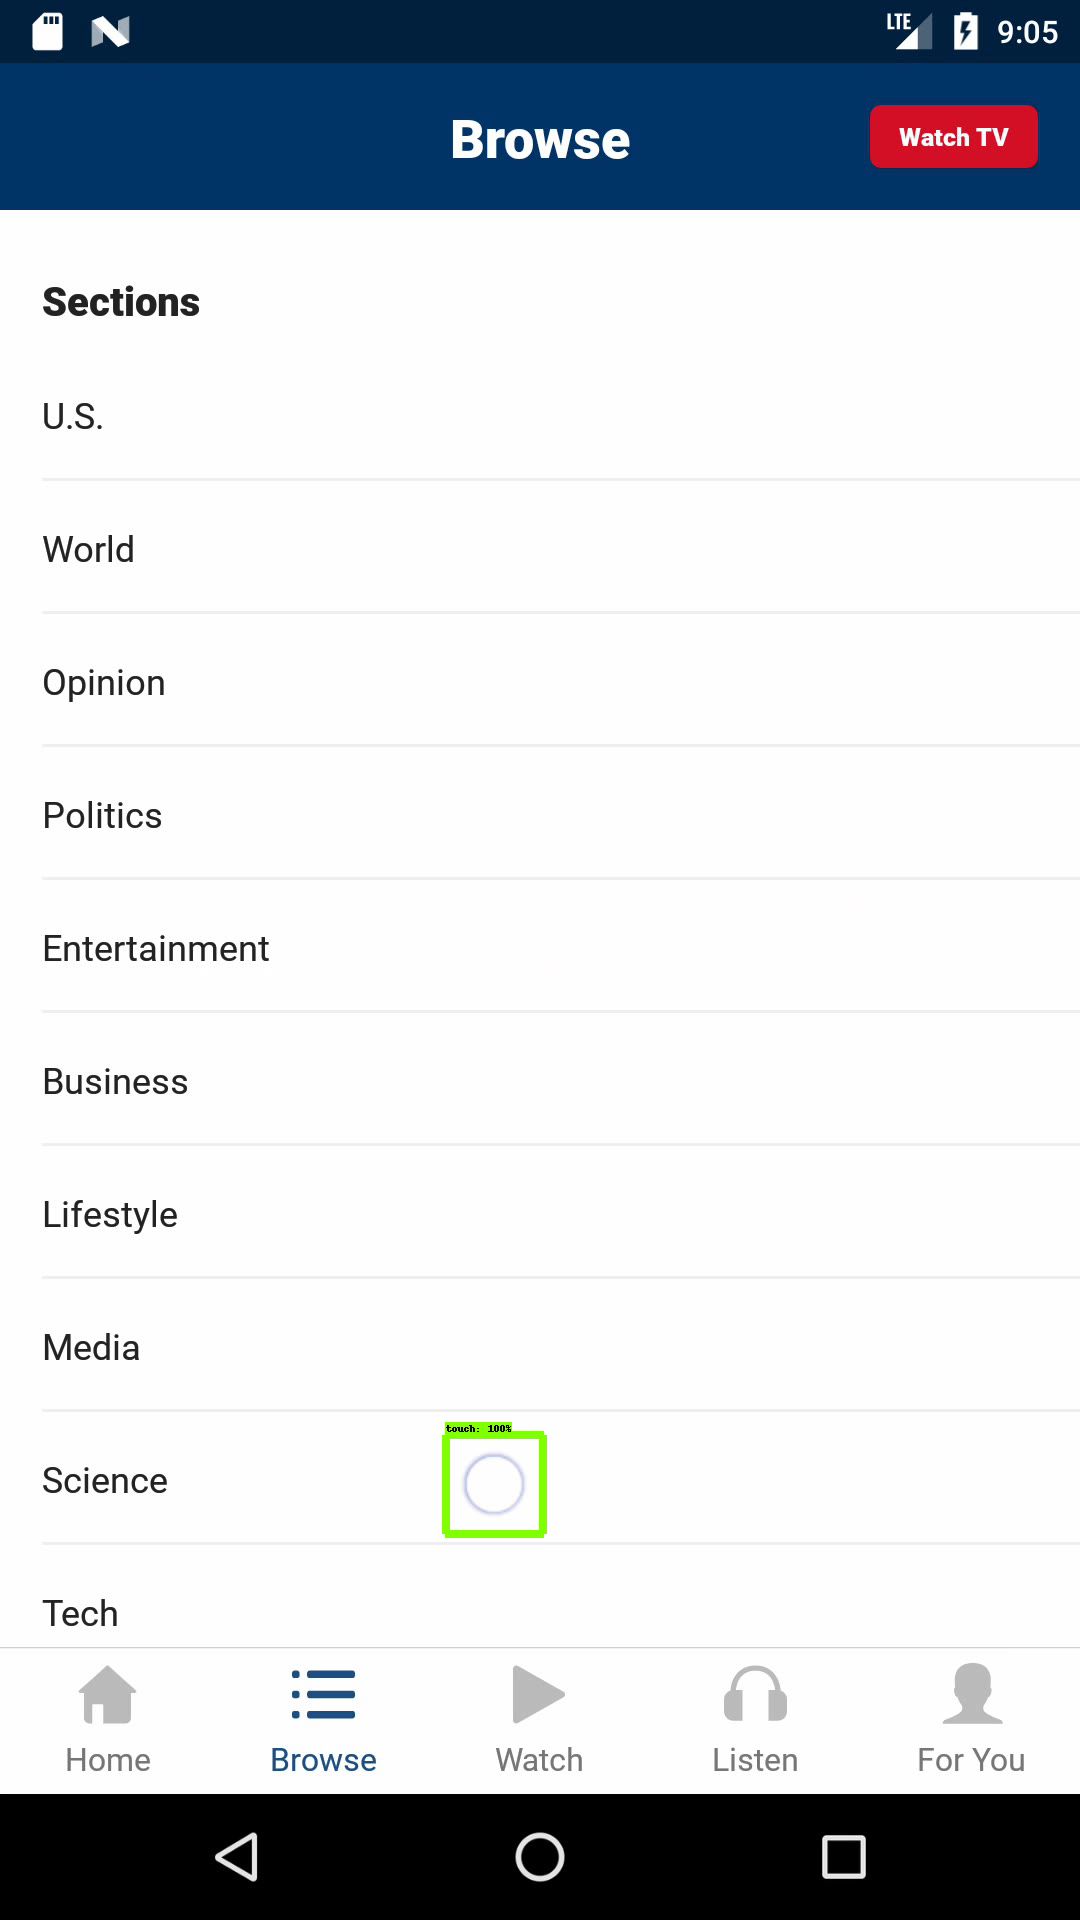 LTE 9:05
Browse
Watch TV
Sections
U.S.
World
Opinion
Politics
Entertainment
Business
Lifestyle
Media
touch: 100%
Science
Tech
Home Browse Watch Listen For You